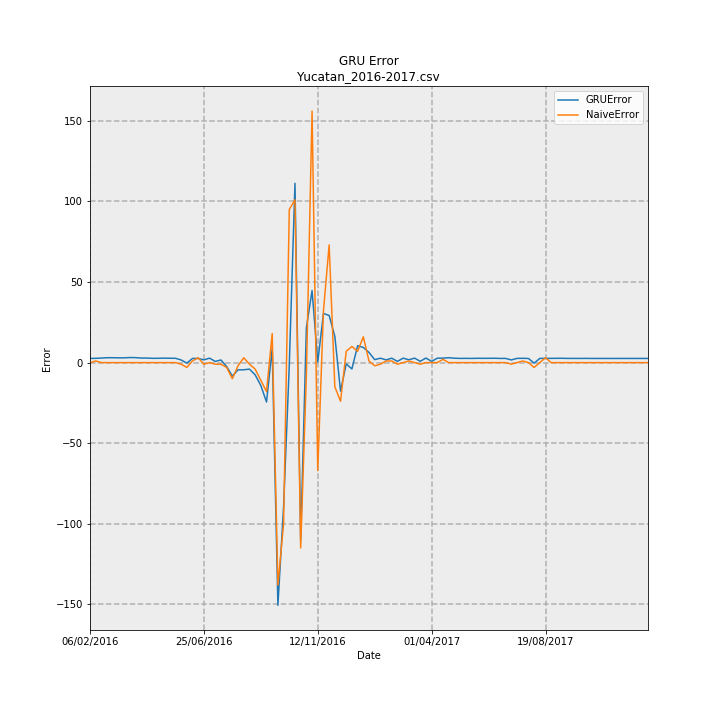 GRU Error
Yucatan_2016-2017.csv
GRUError
NaiveError
150
100
50
0
−50
−100
−150
Error
06/02/2016
25/06/2016
12/11/2016
01/04/2017
19/08/2017
Date